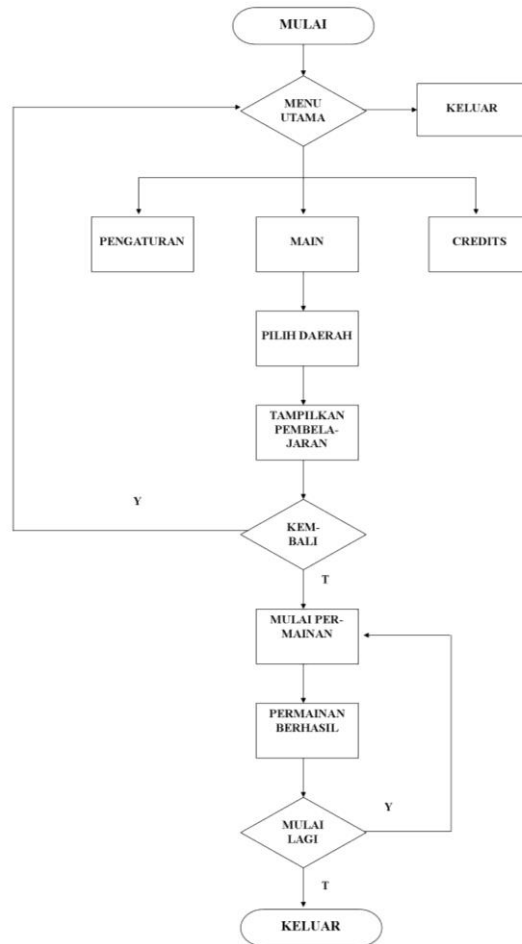 MULAI
MENU
UTAMA
KELUAR
PENGATURAN
MAIN
CREDITS
PILIH DAERAH
TAMPILKAN
PEMBELA-
JARAN
Y
KEM-
BALI
T
MULAI PER-
MAINAN
PERMAINAN
BERHASIL
Y
MULAI
LAGI
T
KELUAR